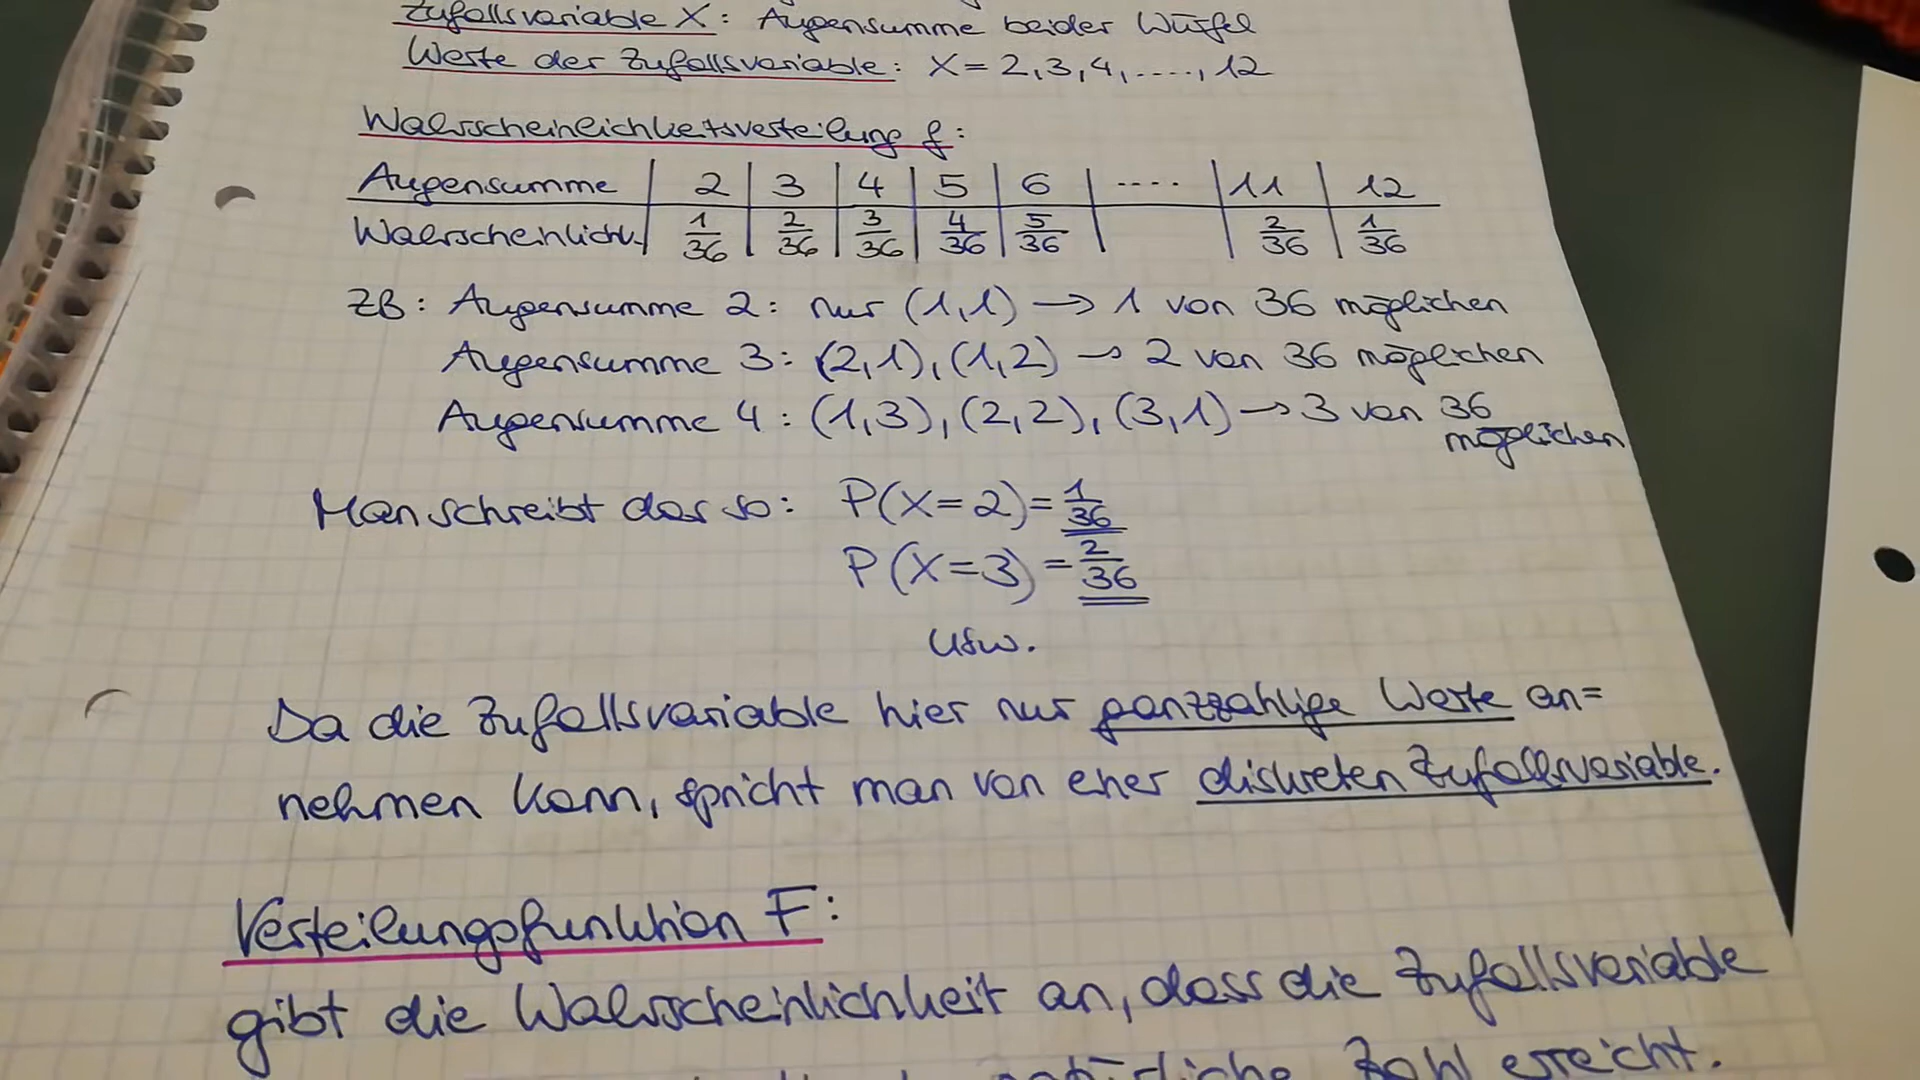 Zufallsvariable X: Augensumme beider Würfel
Werte der Zufallsvariable: X=2,3,4,....,12
Wahrscheinlichkeitsverteilung f:
Augensumme | 2 | 3 | 4 | 5 | 6 | .... | 11 | 12
Wahrscheinlichk. | 1/36 | 2/36 | 3/36 | 4/36 | 5/36 | | 2/36 | 1/36
ZB: Augensumme 2: nur (1,1) → 1 von 36 möglichen
Augensumme 3: (2,1), (1,2) → 2 von 36 möglichen
Augensumme 4: (1,3), (2,2), (3,1) → 3 von 36
möglichen
Man schreibt das so: P(X=2)=1/36
P(X=3)=2/36
usw.
Da die Zufallsvariable hier nur ganzzahlige Werte an=
nehmen kann, spricht man von einer diskreten Zufallsvariable.
Verteilungsfunktion F:
gibt die Wahrscheinlichkeit an, dass die Zufallsvariable
natürliche Zahl erreicht.